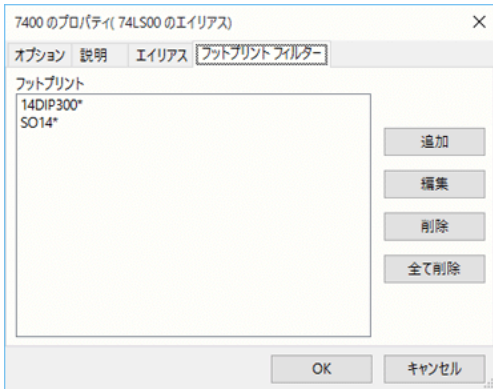 7400 のプロパティ( 74LS00 のエイリアス)
オプション 説明 エイリアス フットプリント フィルター
フットプリント
14DIP300*
SO14*
追加
編集
削除
全て削除
OK キャンセル